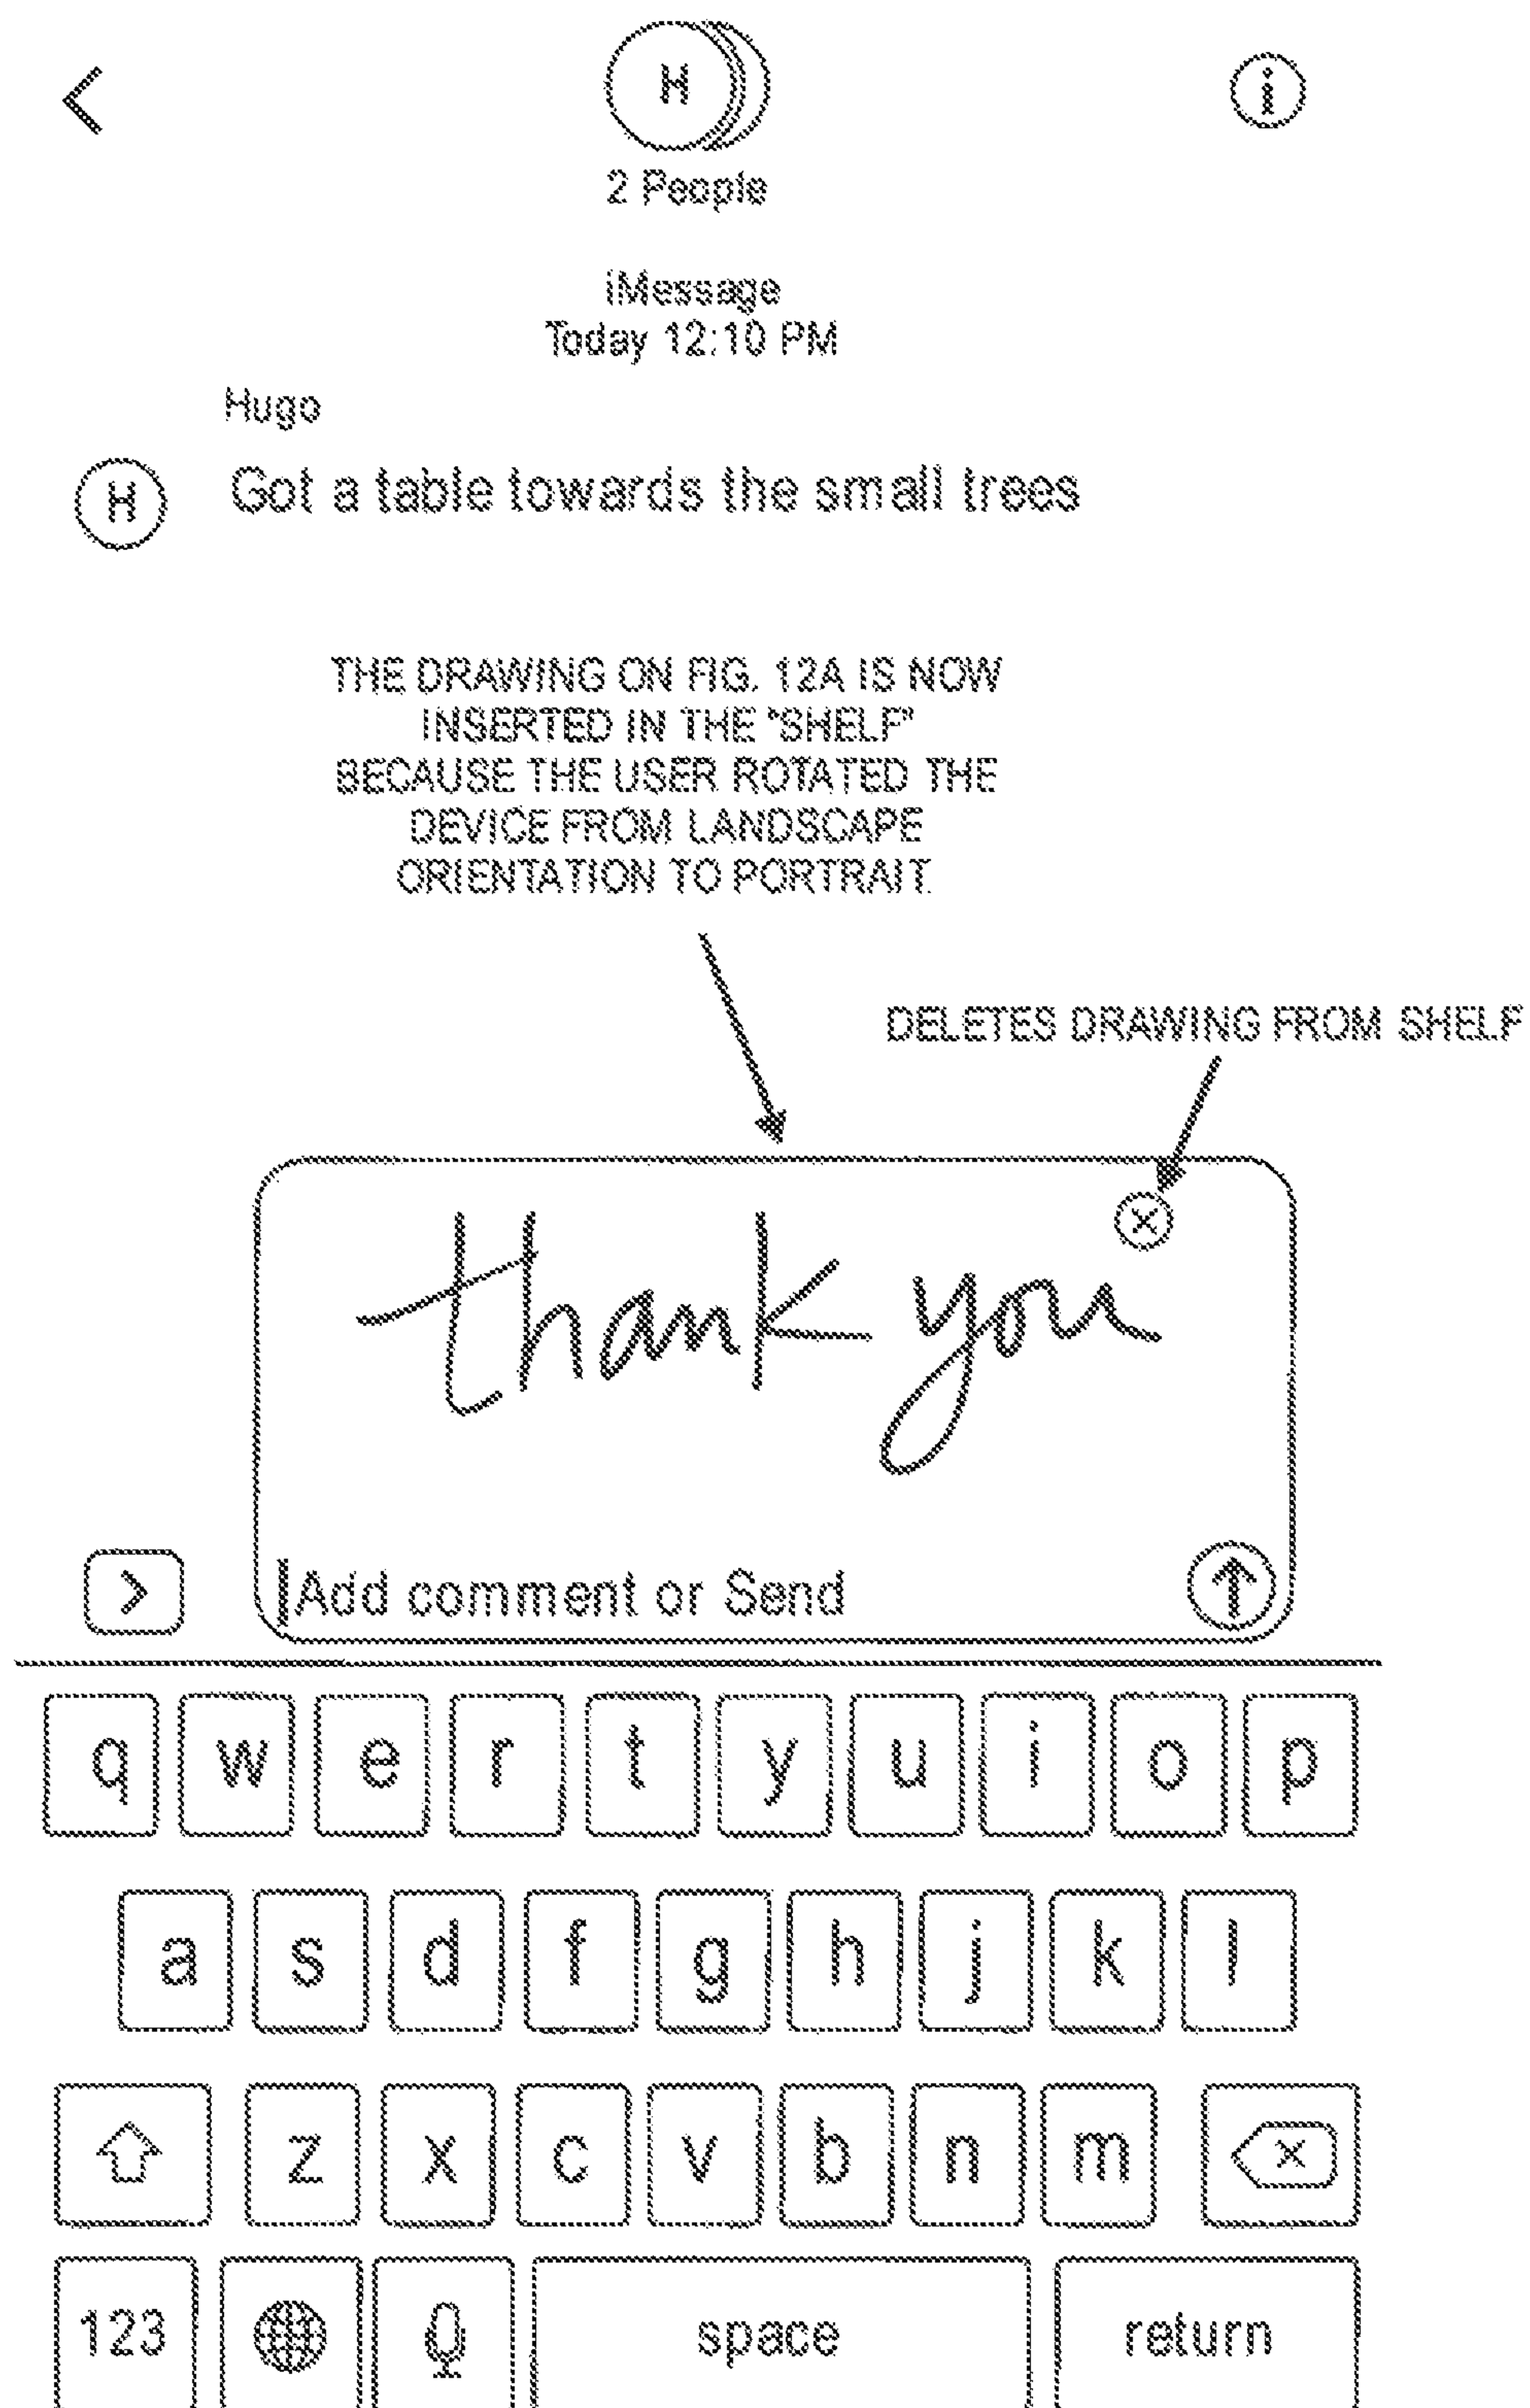 H
i
2 People
iMessage
Today 12:10 PM
Hugo
H
Got a table towards the small trees
THE DRAWING ON FIG. 12A IS NOW
INSERTED IN THE "SHELF"
BECAUSE THE USER ROTATED THE
DEVICE FROM LANDSCAPE
ORIENTATION TO PORTRAIT.
DELETES DRAWING FROM SHELF
thank you
Add comment or Send
q w e r t y u i o p
a s d f g h j k l
z x c v b n m
123 space return